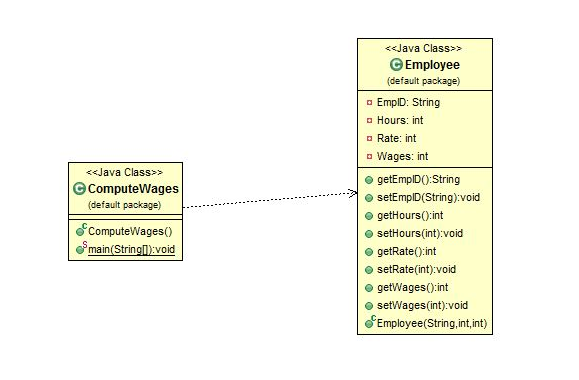 <<Java Class>>
ComputeWages
(default package)
ComputeWages()
main(String[]):void
<<Java Class>>
Employee
(default package)
EmpID: String
Hours: int
Rate: int
Wages: int
getEmpID():String
setEmpID(String):void
getHours():int
setHours(int):void
getRate():int
setRate(int):void
getWages():int
setWages(int):void
Employee(String,int,int)